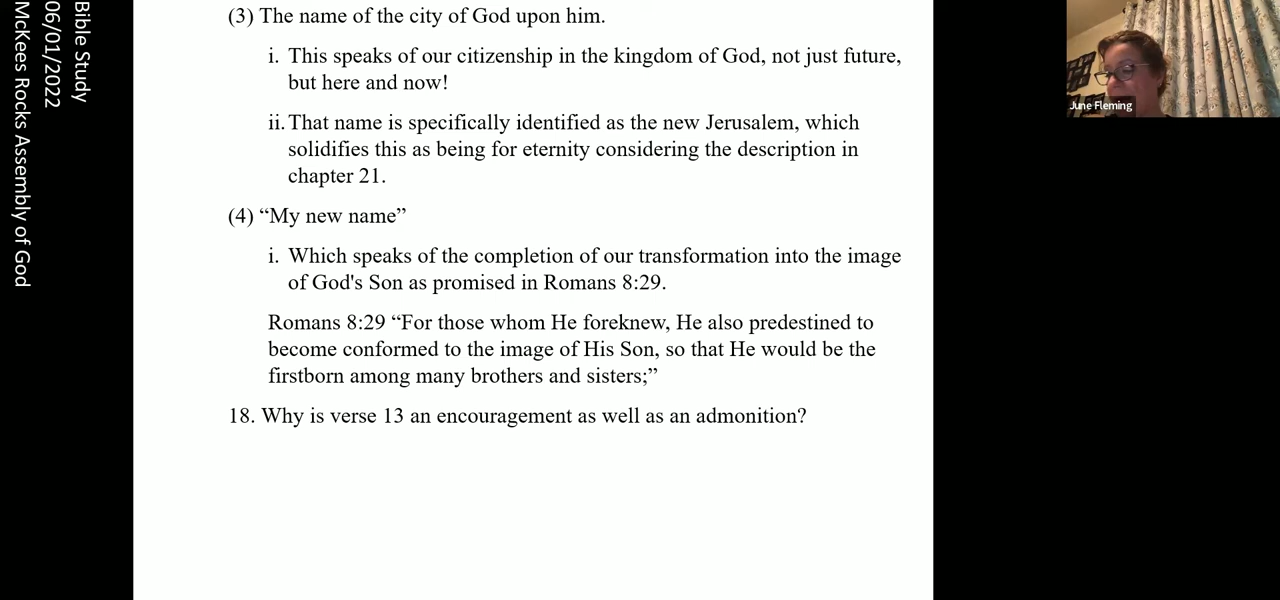 Bible Study
06/01/2022
McKees Rocks Assembly of God
(3) The name of the city of God upon him.
i. This speaks of our citizenship in the kingdom of God, not just future,
but here and now!
ii. That name is specifically identified as the new Jerusalem, which
solidifies this as being for eternity considering the description in
chapter 21.
(4) “My new name”
i. Which speaks of the completion of our transformation into the image
of God's Son as promised in Romans 8:29.
Romans 8:29 “For those whom He foreknew, He also predestined to
become conformed to the image of His Son, so that He would be the
firstborn among many brothers and sisters;”
18. Why is verse 13 an encouragement as well as an admonition?
June Fleming